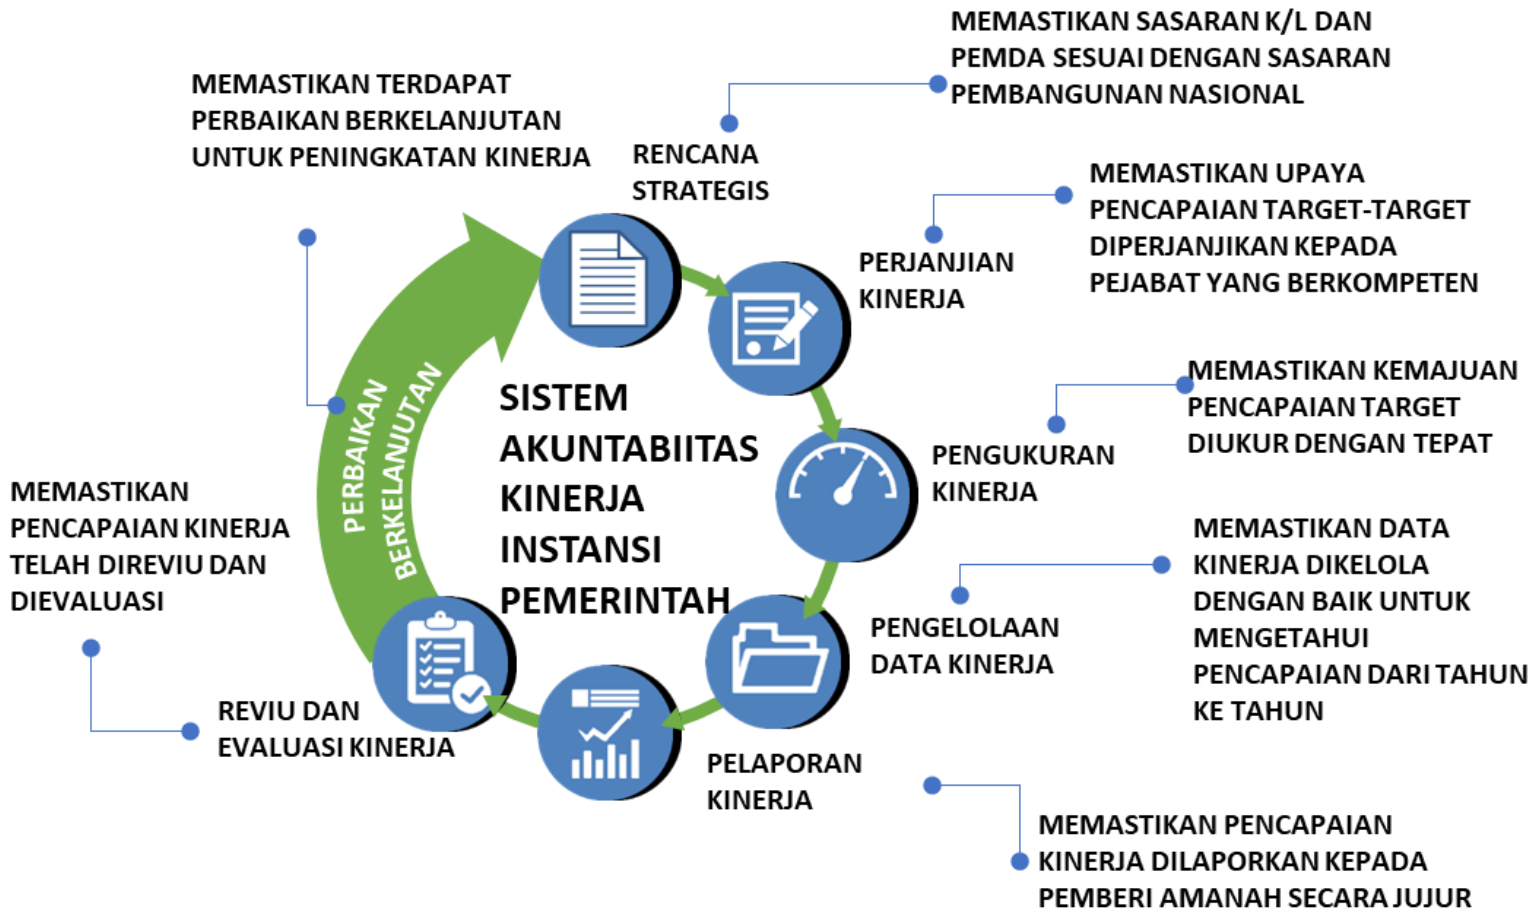 MEMASTIKAN SASARAN K/L DAN
PEMDA SESUAI DENGAN SASARAN
PEMBANGUNAN NASIONAL
MEMASTIKAN TERDAPAT
PERBAIKAN BERKELANJUTAN
UNTUK PENINGKATAN KINERJA
RENCANA
STRATEGIS
MEMASTIKAN UPAYA
PENCAPAIAN TARGET-TARGET
DIPERJANJIKAN KEPADA
PEJABAT YANG BERKOMPETEN
PERJANJIAN
KINERJA
MEMASTIKAN KEMAJUAN
PENCAPAIAN TARGET
DIUKUR DENGAN TEPAT
PENGUKURAN
KINERJA
SISTEM
AKUNTABIITAS
KINERJA
INSTANSI
PEMERINTAH
PERBAIKAN
BERKELANJUTAN
MEMASTIKAN
PENCAPAIAN KINERJA
TELAH DIREVIU DAN
DIEVALUASI
MEMASTIKAN DATA
KINERJA DIKELOLA
DENGAN BAIK UNTUK
MENGETAHUI
PENCAPAIAN DARI TAHUN
KE TAHUN
PENGELOLAAN
DATA KINERJA
REVIU DAN
EVALUASI KINERJA
PELAPORAN
KINERJA
MEMASTIKAN PENCAPAIAN
KINERJA DILAPORKAN KEPADA
PEMBERI AMANAH SECARA JUJUR